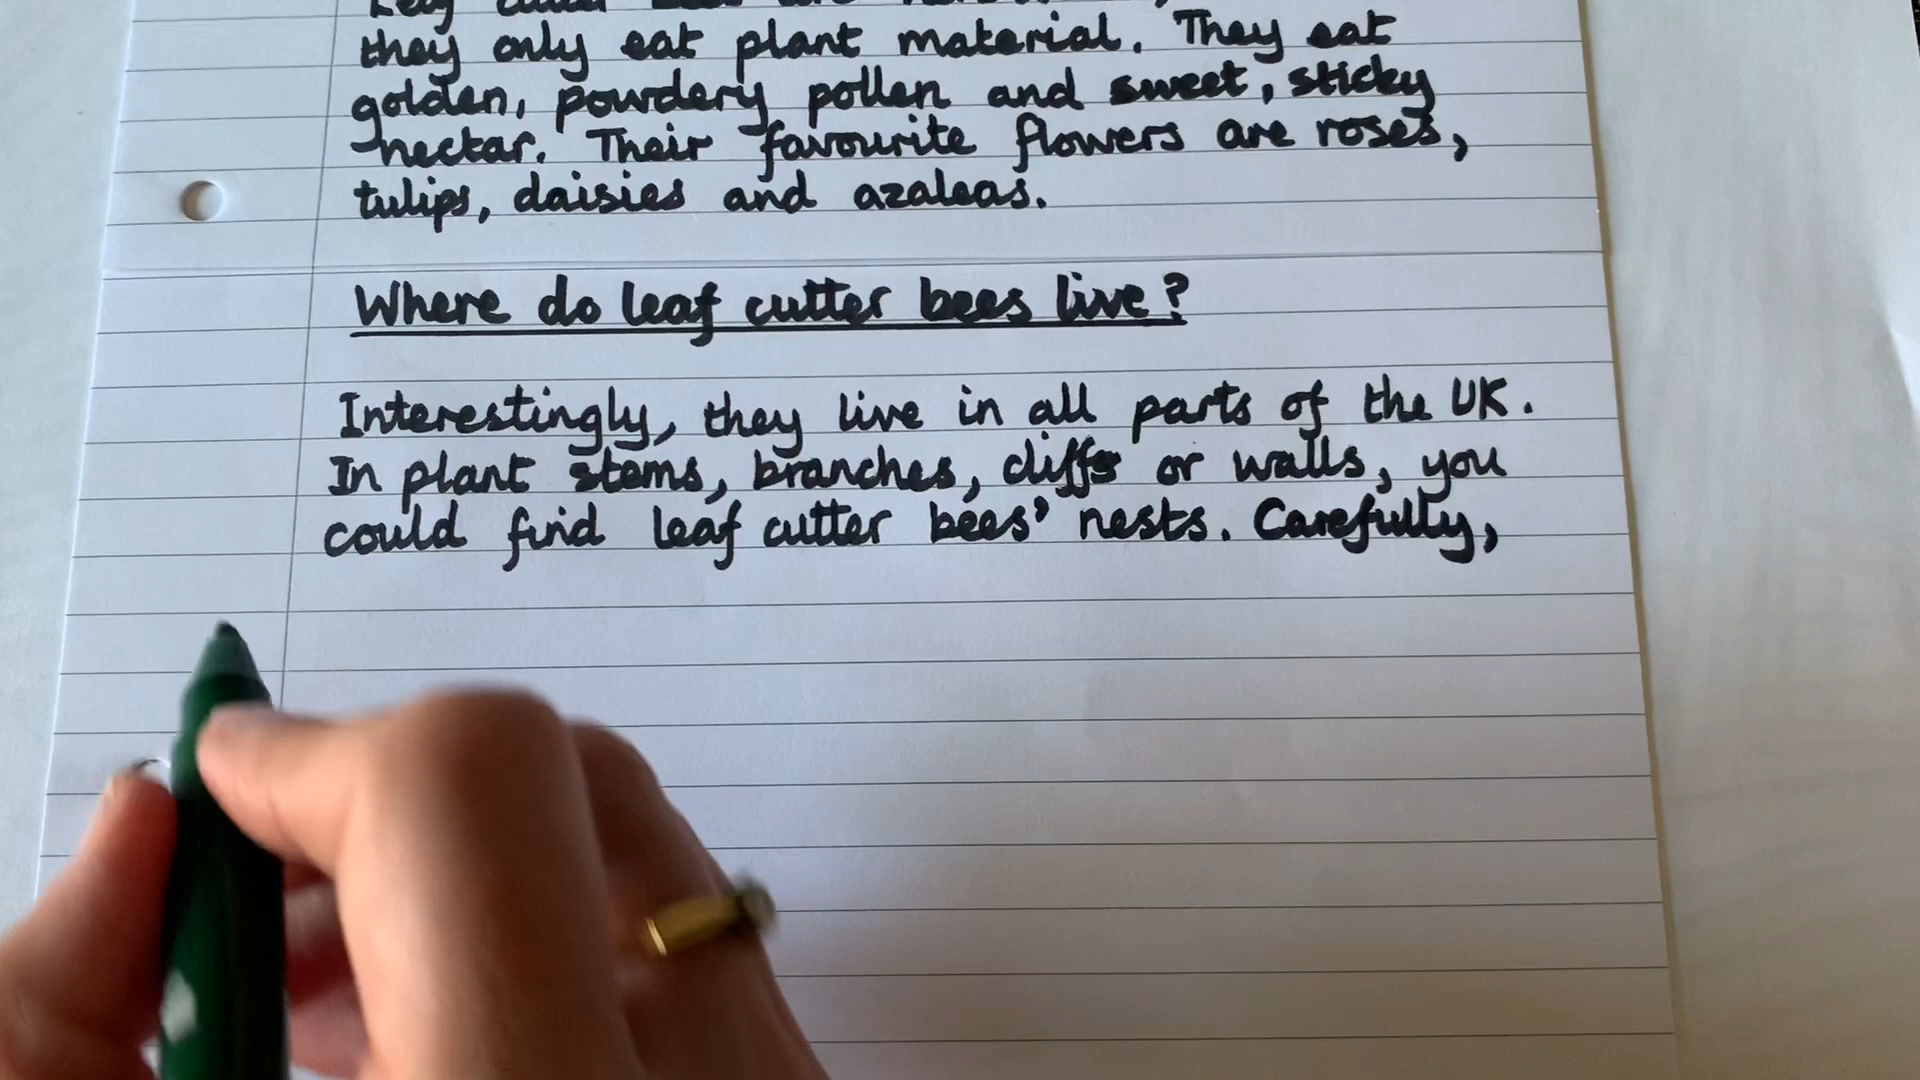 they only eat plant material. They eat
golden, powdery pollen and sweet, sticky
nectar. Their favourite flowers are roses,
tulips, daisies and azaleas.
Where do leaf cutter bees live?
Interestingly, they live in all parts of the UK.
In plant stems, branches, cliffs or walls, you
could find leaf cutter bees' nests. Carefully,